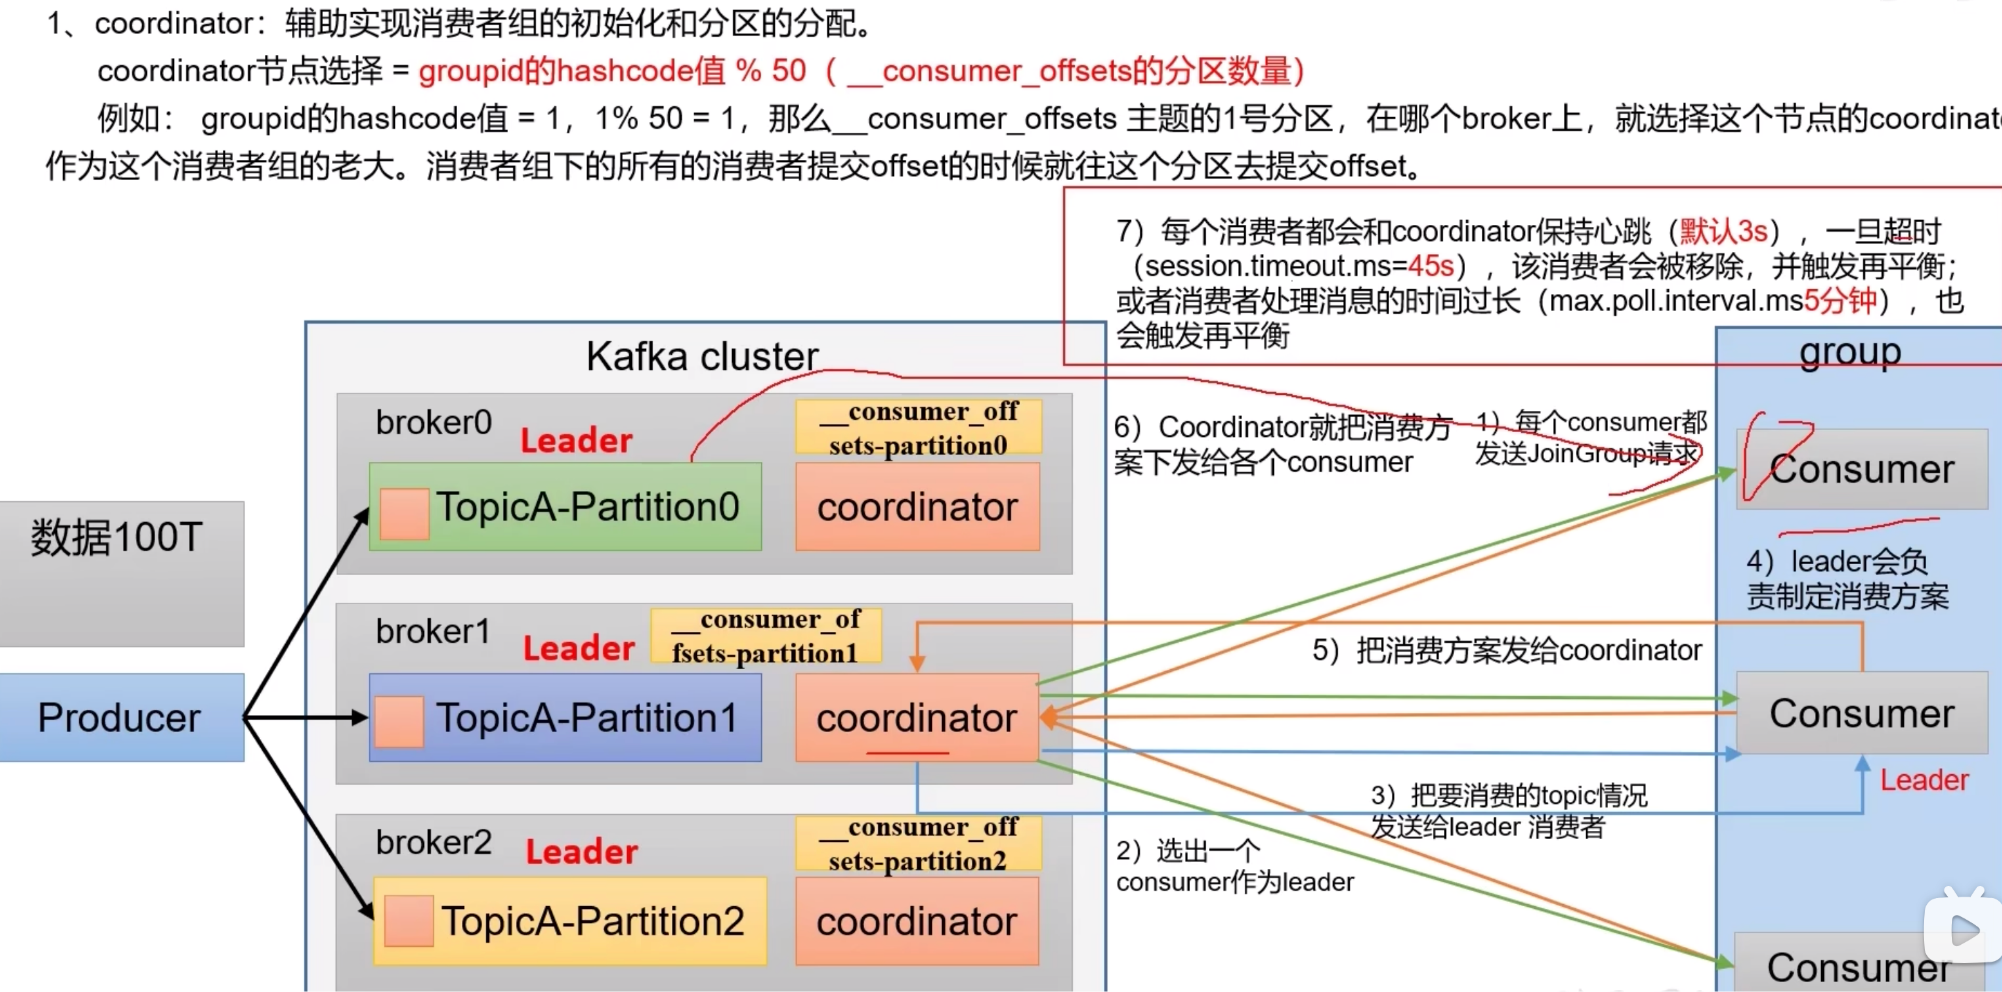 1、coordinator：辅助实现消费者组的初始化和分区的分配。
coordinator节点选择 = groupid的hashcode值 % 50（ __consumer_offsets的分区数量）
例如： groupid的hashcode值 = 1，1% 50 = 1，那么__consumer_offsets 主题的1号分区，在哪个broker上，就选择这个节点的coordinato
作为这个消费者组的老大。消费者组下的所有的消费者提交offset的时候就往这个分区去提交offset。
7）每个消费者都会和coordinator保持心跳（默认3s），一旦超时
（session.timeout.ms=45s），该消费者会被移除，并触发再平衡；
或者消费者处理消息的时间过长（max.poll.interval.ms5分钟），也
会触发再平衡
Kafka cluster
group
broker0
Leader
__consumer_off
sets-partition0
TopicA-Partition0
coordinator
6）Coordinator就把消费方
案下发给各个consumer
1）每个consumer都
发送JoinGroup请求
Consumer
数据100T
4）leader会负
责制定消费方案
broker1
Leader
__consumer_of
fsets-partition1
5）把消费方案发给coordinator
Producer
TopicA-Partition1
coordinator
Consumer
Leader
3）把要消费的topic情况
发送给leader 消费者
broker2
Leader
__consumer_off
sets-partition2
2）选出一个
consumer作为leader
TopicA-Partition2
coordinator
Consumer